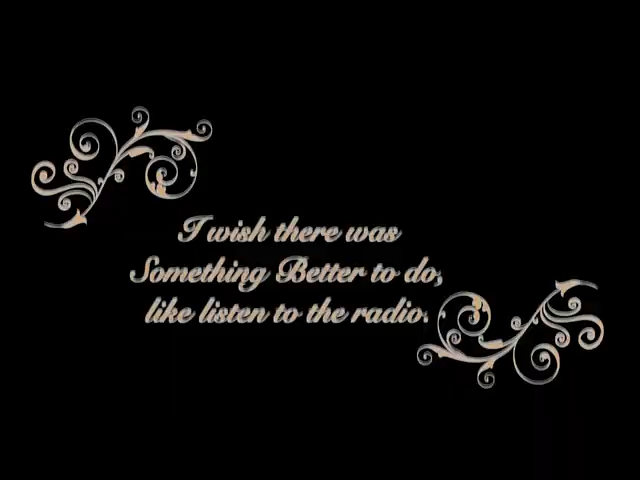 I wish there was
Something Better to do,
like listen to the radio.